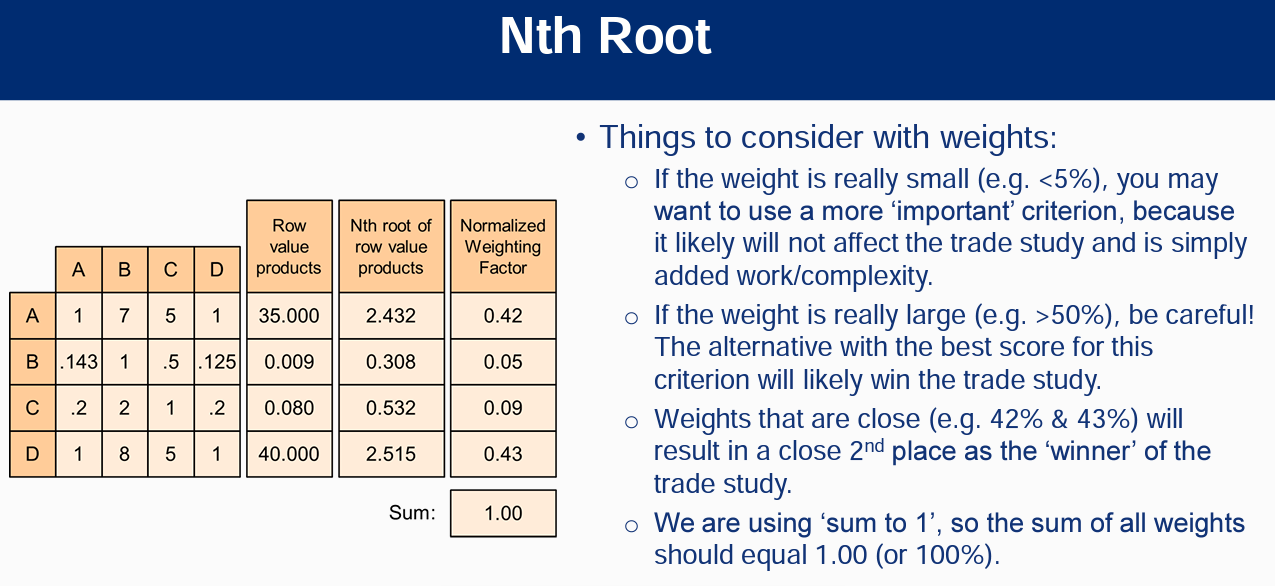 Nth Root
A B C D Row value products Nth root of row value products Normalized Weighting Factor
A 1 7 5 1 35.000 2.432 0.42
B .143 1 .5 .125 0.009 0.308 0.05
C .2 2 1 .2 0.080 0.532 0.09
D 1 8 5 1 40.000 2.515 0.43
Sum: 1.00
• Things to consider with weights:
o If the weight is really small (e.g. <5%), you may
want to use a more ‘important’ criterion, because
it likely will not affect the trade study and is simply
added work/complexity.
o If the weight is really large (e.g. >50%), be careful!
The alternative with the best score for this
criterion will likely win the trade study.
o Weights that are close (e.g. 42% & 43%) will
result in a close 2nd place as the ‘winner’ of the
trade study.
o We are using ‘sum to 1’, so the sum of all weights
should equal 1.00 (or 100%).